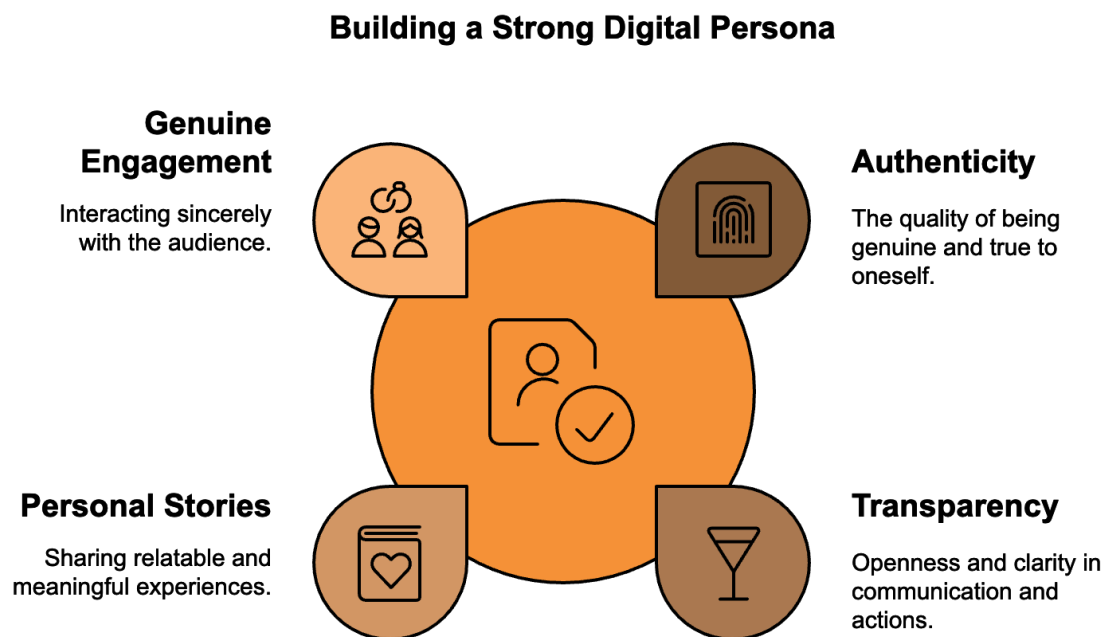 Building a Strong Digital Persona
Genuine
Engagement
Interacting sincerely
with the audience.
Authenticity
The quality of being
genuine and true to
oneself.
Personal Stories
Sharing relatable and
meaningful experiences.
Transparency
Openness and clarity in
communication and
actions.